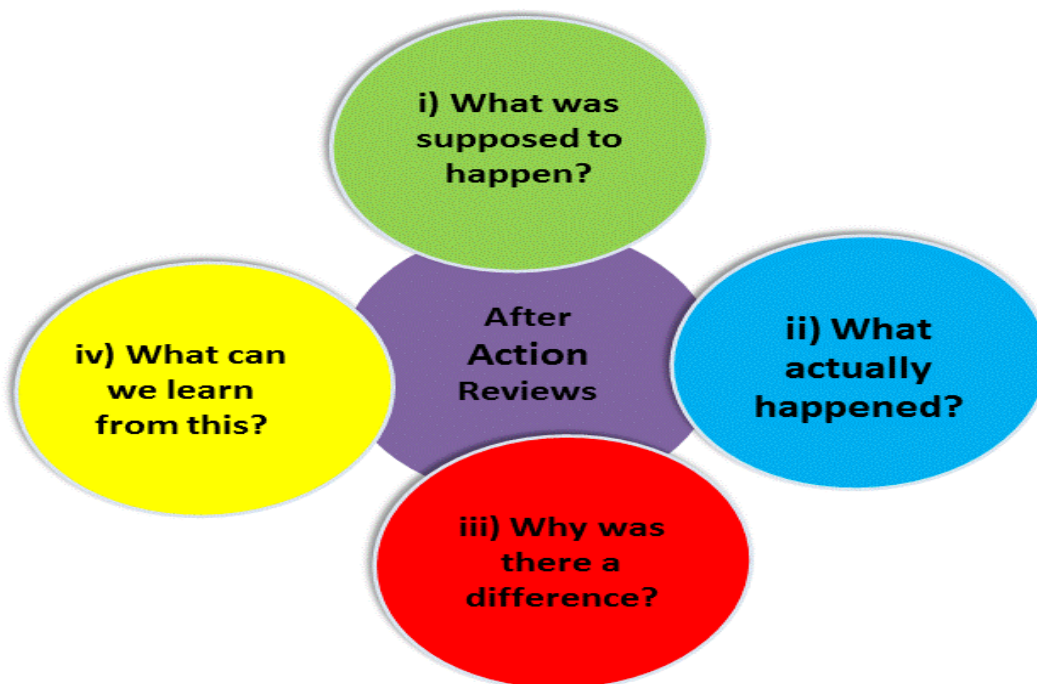 i) What was
supposed to
happen?
After
Action
Reviews
ii) What
actually
happened?
iii) Why was
there a
difference?
iv) What can
we learn
from this?